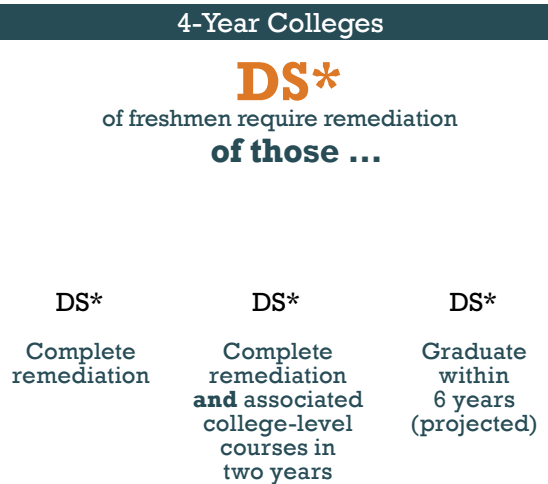 4-Year Colleges
DS*
of freshmen require remediation
of those ...
DS*
Complete
remediation
DS*
Complete
remediation
and associated
college-level
courses in
two years
DS*
Graduate
within
6 years
(projected)